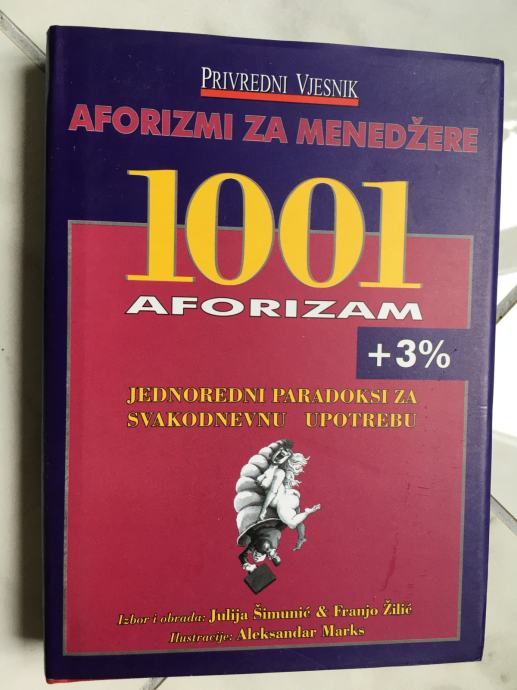 PRIVREDNI VJESNIK
AFORIZMI ZA MENEDŽERE
1001
AFORIZAM
+3%
JEDNOREDNI PARADOKSI ZA
SVAKODNEVNU UPOTREBU
Izbor i obrada: Julija Šimunić & Franjo Žilić
Ilustracije: Aleksandar Marks